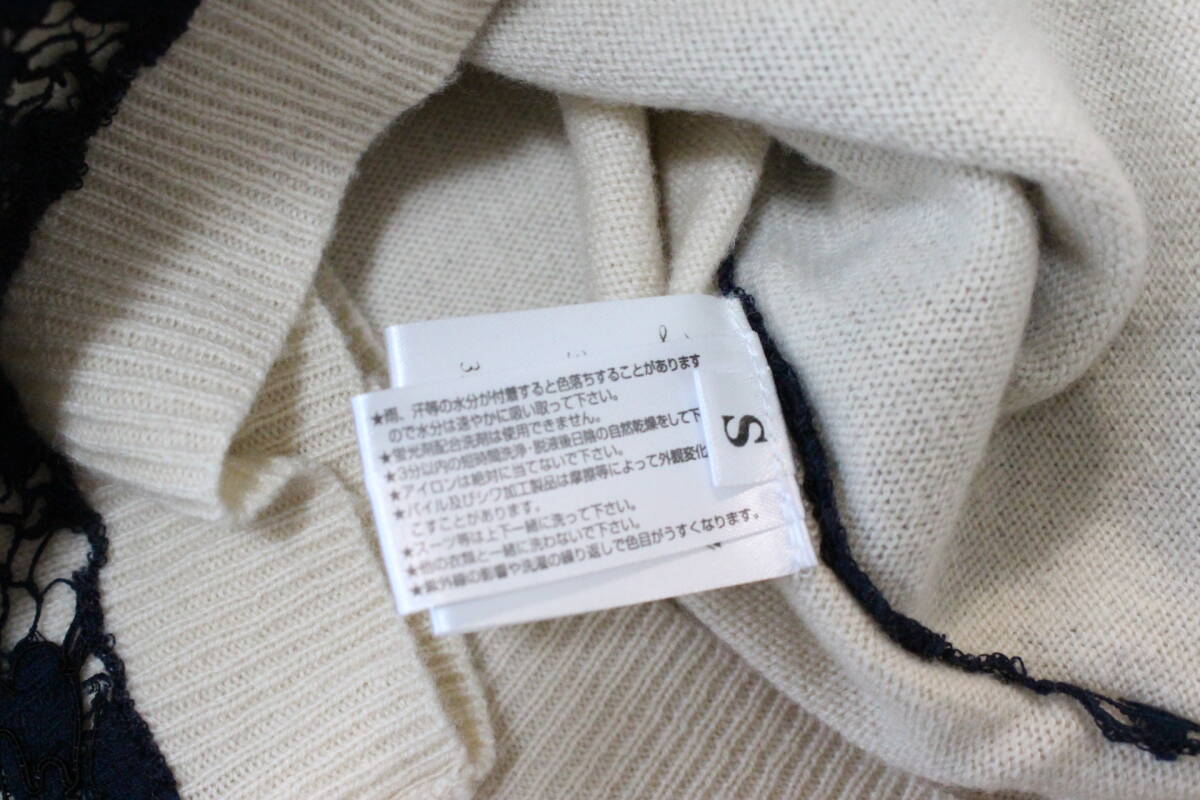 ★雨、汗等の水分が付着すると色落ちすることがあります
ので水分は速やかに吸い取って下さい。
★蛍光剤配合洗剤は使用できません。
★3分以内の短時間洗浄・脱液後日陰の自然乾燥をして下
★アイロンは絶対に当てないで下さい。
★パイル及びシワ加工製品は摩擦等によって外観変化
こすことがあります。
★スーツ等は上下一緒に洗って下さい。
★他の衣類と一緒に洗わないで下さい。
★紫外線の影響や洗濯の繰り返しで色目がうすくなります。
S
3